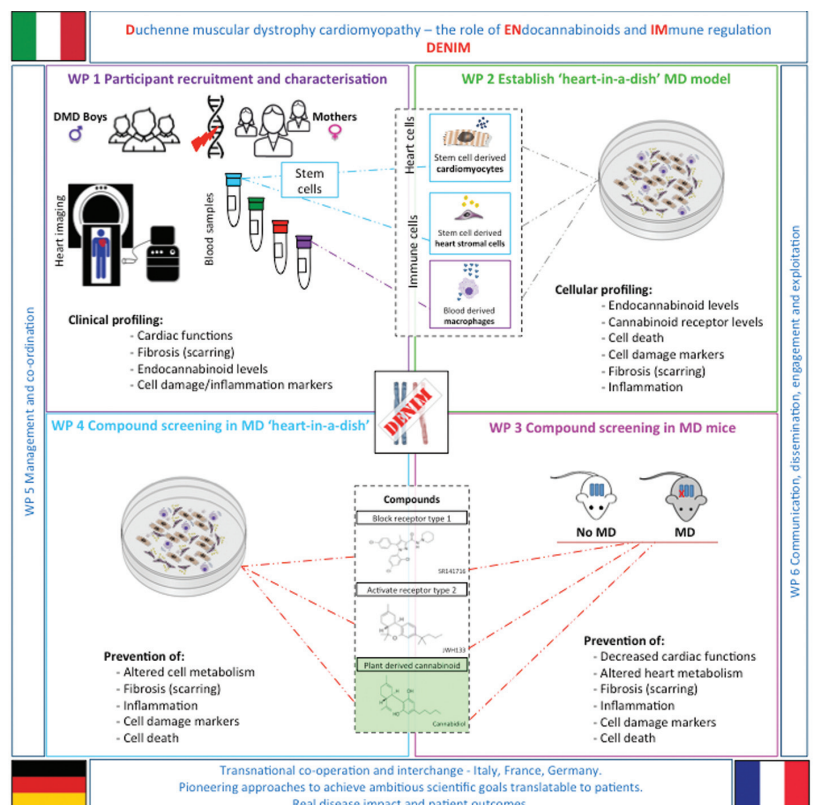 Duchenne muscular dystrophy cardiomyopathy – the role of ENdocannabinoids and IMmune regulation
DENIM
WP 1 Participant recruitment and characterisation
DMD Boys
Mothers
Stem
cells
Heart imaging
Blood samples
Clinical profiling:
- Cardiac functions
- Fibrosis (scarring)
- Endocannabinoid levels
- Cell damage/inflammation markers
WP 2 Establish ‘heart-in-a-dish’ MD model
Heart cells
Immune cells
Stem cell derived
cardiomyocytes
Stem cell derived
heart stromal cells
Blood derived
macrophages
Cellular profiling:
- Endocannabinoid levels
- Cannabinoid receptor levels
- Cell death
- Cell damage markers
- Fibrosis (scarring)
- Inflammation
WP 5 Management and co-ordination
WP 6 Communication, dissemination, engagement and exploitation
DENIM
WP 4 Compound screening in MD ‘heart-in-a-dish’
Prevention of:
- Altered cell metabolism
- Fibrosis (scarring)
- Inflammation
- Cell damage markers
- Cell death
Compounds
Block receptor type 1
SR141716
Activate receptor type 2
JWH133
Plant derived cannabinoid
Cannabidiol
WP 3 Compound screening in MD mice
No MD
MD
Prevention of:
- Decreased cardiac functions
- Altered heart metabolism
- Fibrosis (scarring)
- Inflammation
- Cell damage markers
- Cell death
Transnational co-operation and interchange - Italy, France, Germany.
Pioneering approaches to achieve ambitious scientific goals translatable to patients.
Real disease impact and patient outcomes